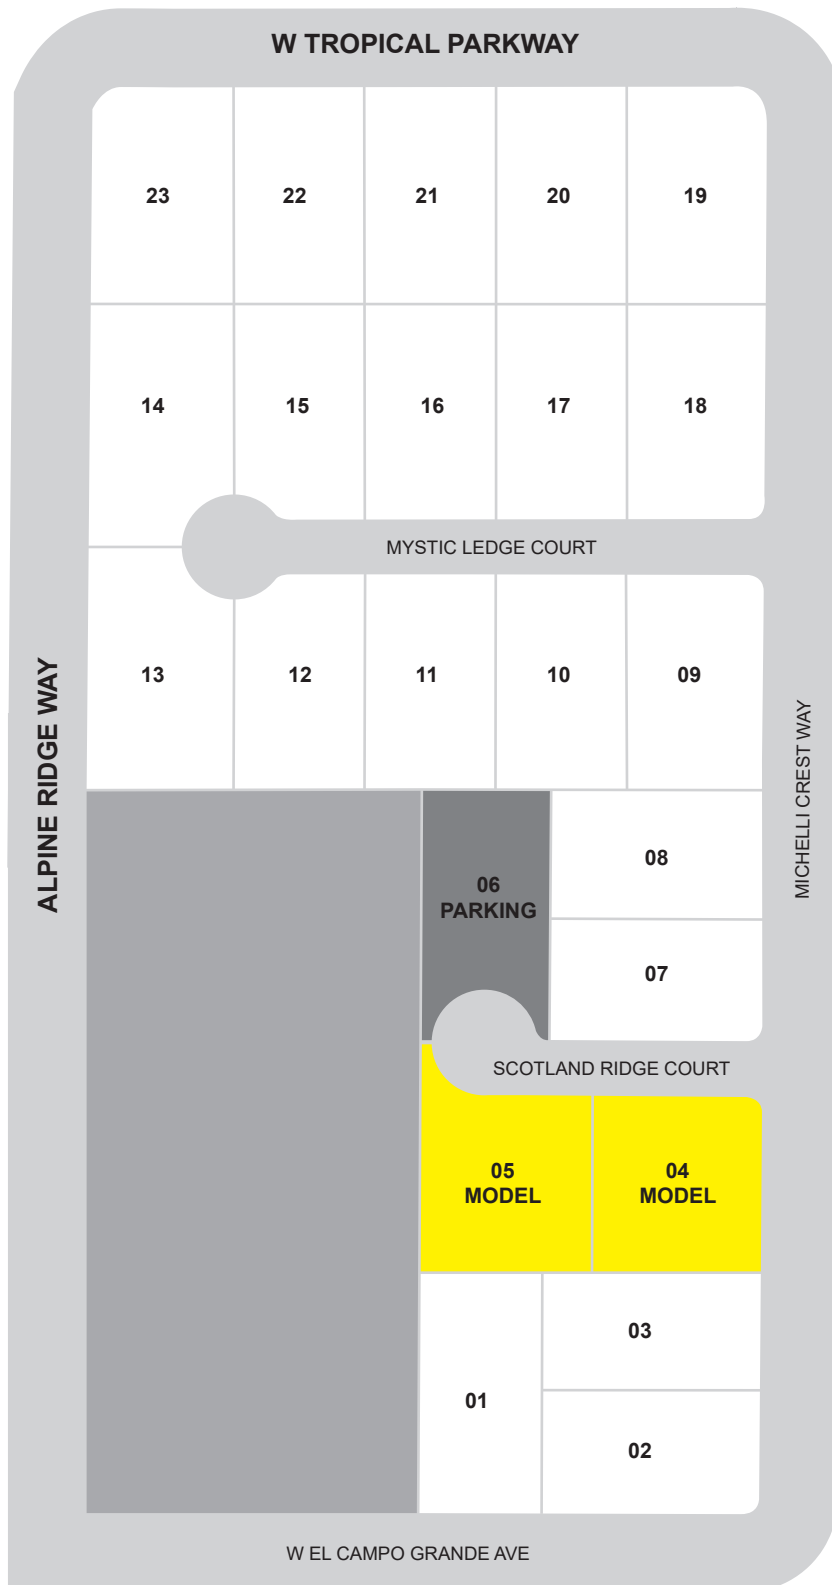 W TROPICAL PARKWAY
23
22
21
20
19
14
15
16
17
18
MYSTIC LEDGE COURT
13
12
11
10
09
ALPINE RIDGE WAY
MICHELLI CREST WAY
06
PARKING
08
07
SCOTLAND RIDGE COURT
05
MODEL
04
MODEL
03
01
02
W EL CAMPO GRANDE AVE